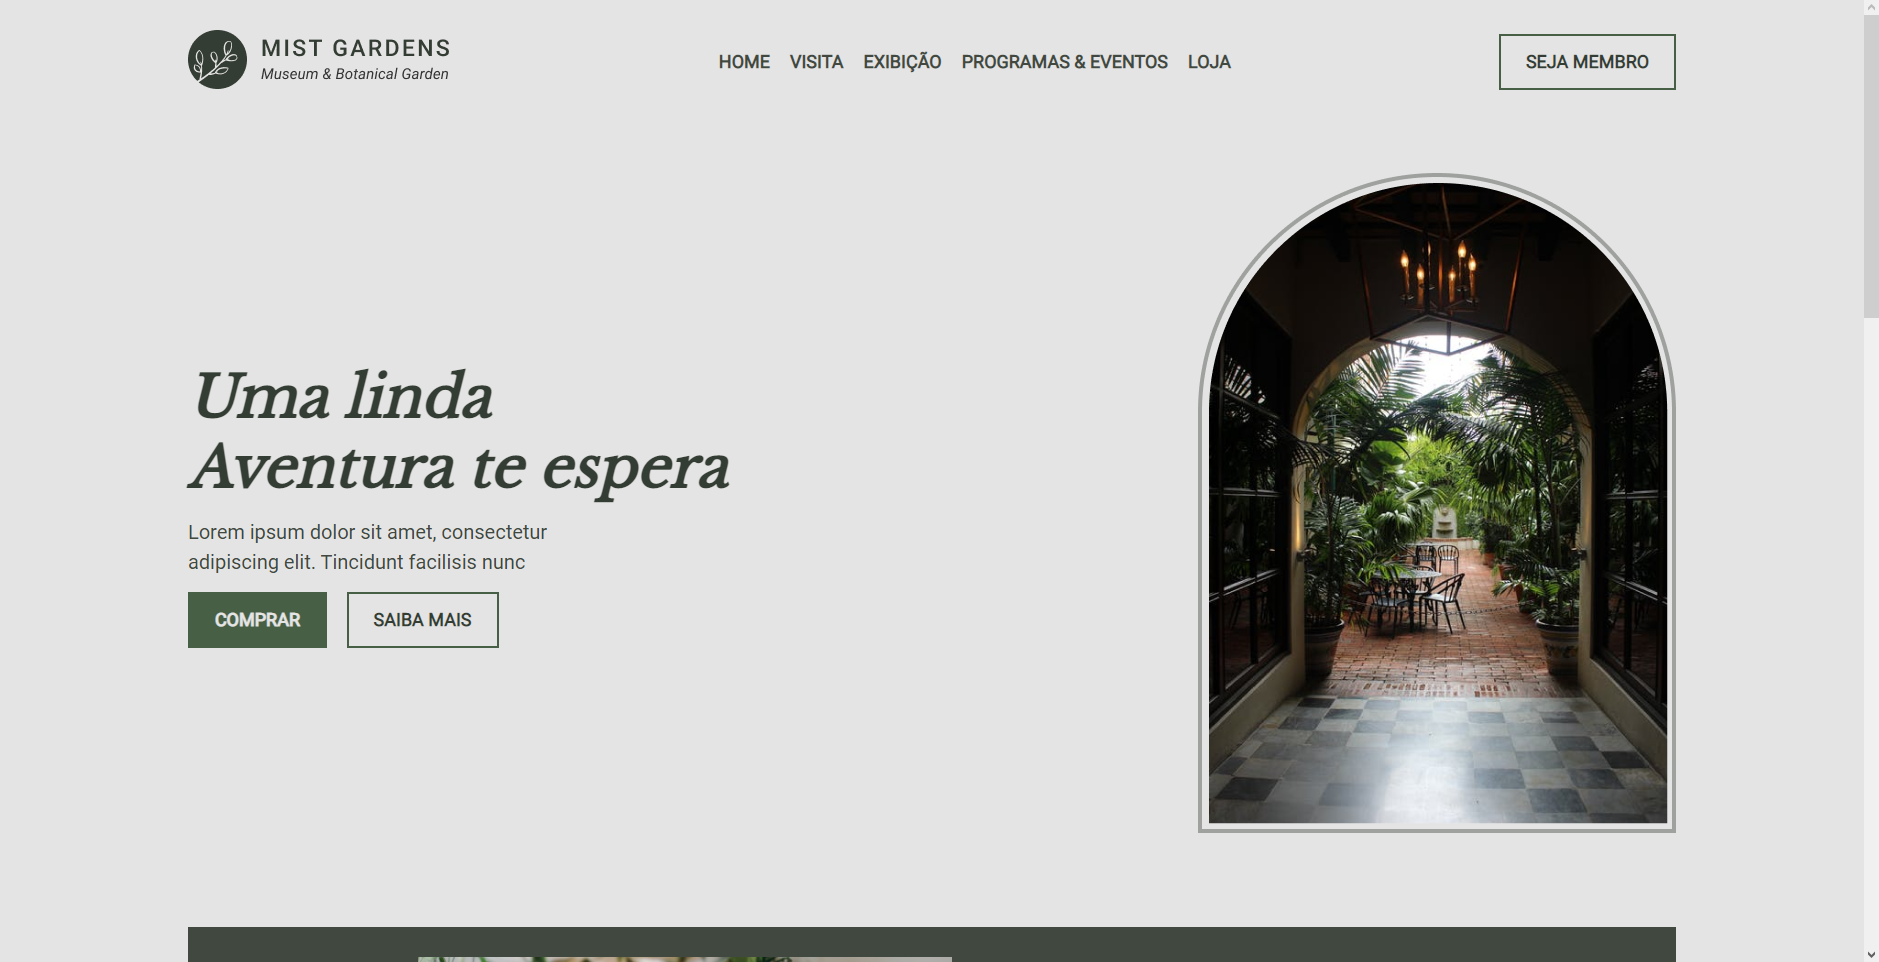 MIST GARDENS
Museum & Botanical Garden
HOME VISITA EXIBIÇÃO PROGRAMAS & EVENTOS LOJA
SEJA MEMBRO
Uma linda
Aventura te espera
Lorem ipsum dolor sit amet, consectetur
adipiscing elit. Tincidunt facilisis nunc
COMPRAR
SAIBA MAIS